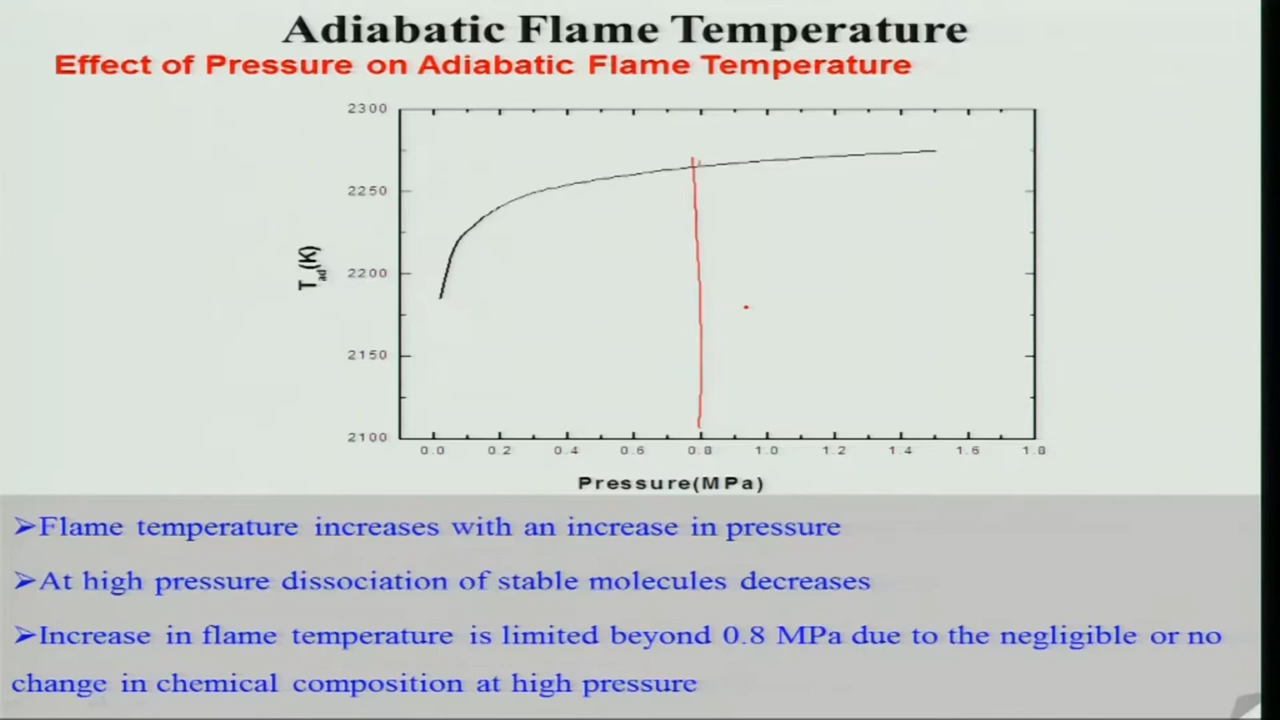 Adiabatic Flame Temperature
Effect of Pressure on Adiabatic Flame Temperature
2300
2250
2200
2150
2100
Tad(K)
0.0 0.2 0.4 0.6 0.8 1.0 1.2 1.4 1.6 1.8
Pressure(MPa)
➢Flame temperature increases with an increase in pressure
➢At high pressure dissociation of stable molecules decreases
➢Increase in flame temperature is limited beyond 0.8 MPa due to the negligible or no
change in chemical composition at high pressure